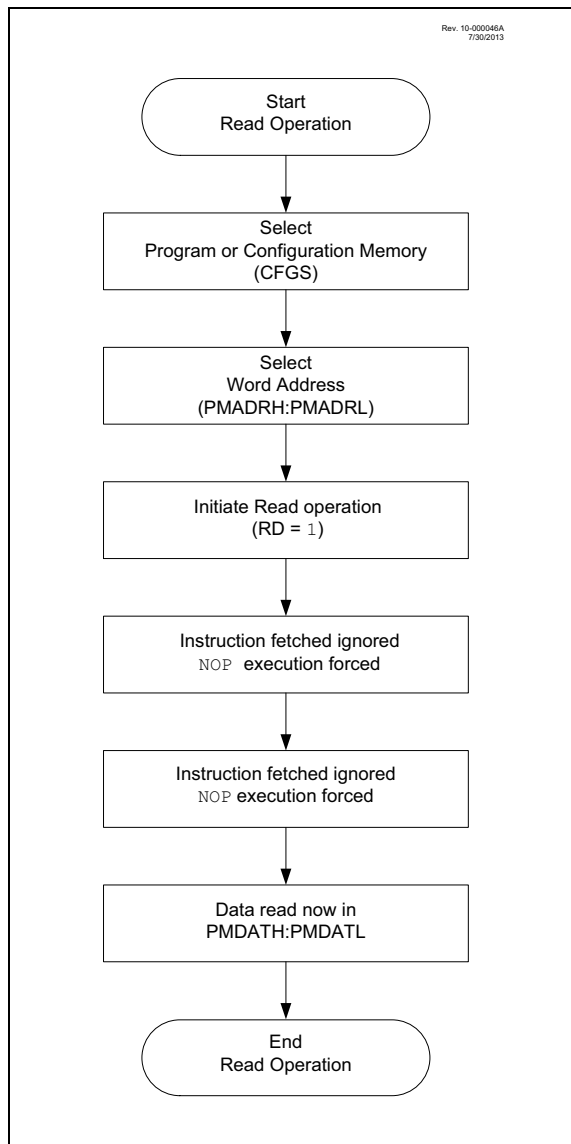 Rev. 10-000046A
7/30/2013
Start
Read Operation
Select
Program or Configuration Memory
(CFGS)
Select
Word Address
(PMADRH:PMADRL)
Initiate Read operation
(RD = 1)
Instruction fetched ignored
NOP execution forced
Instruction fetched ignored
NOP execution forced
Data read now in
PMDATH:PMDATL
End
Read Operation